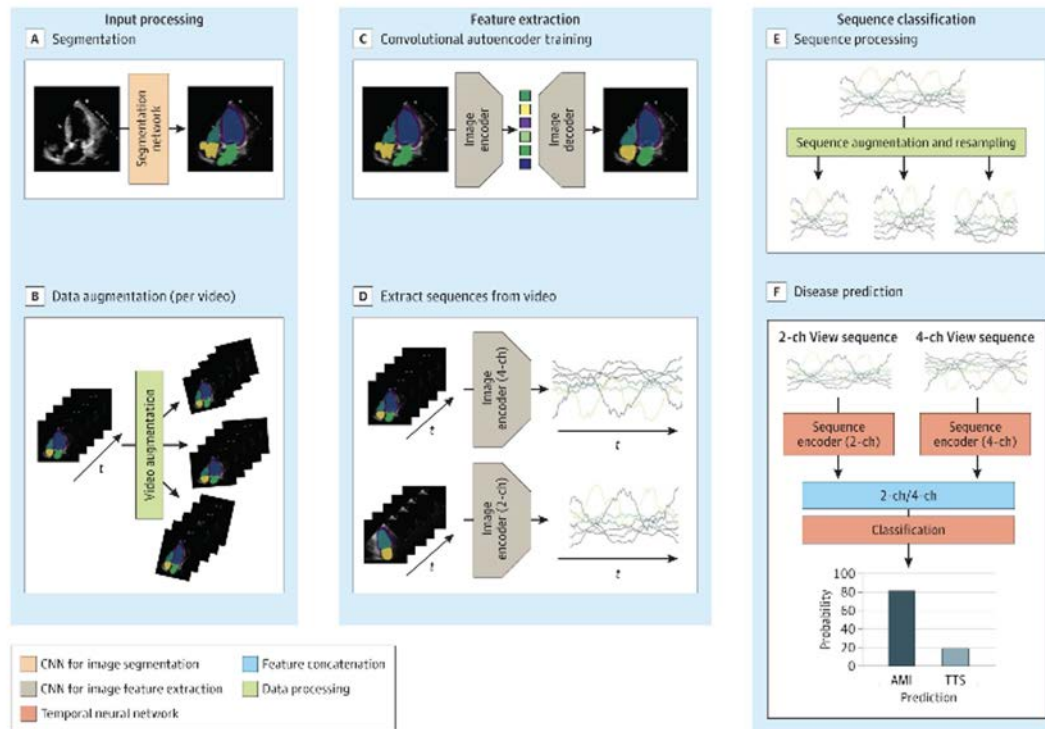 Input processing
A Segmentation
Segmentation
network
B Data augmentation (per video)
t
Video augmentation
Feature extraction
C Convolutional autoencoder training
Image
encoder
Image
decoder
D Extract sequences from video
t
Image
encoder (4-ch)
t
t
Image
encoder (2-ch)
t
Sequence classification
E Sequence processing
Sequence augmentation and resampling
F Disease prediction
2-ch View sequence
4-ch View sequence
Sequence
encoder (2-ch)
Sequence
encoder (4-ch)
2-ch/4-ch
Classification
Probability
100
80
60
40
20
0
AMI
TTS
Prediction
CNN for image segmentation
CNN for image feature extraction
Temporal neural network
Feature concatenation
Data processing